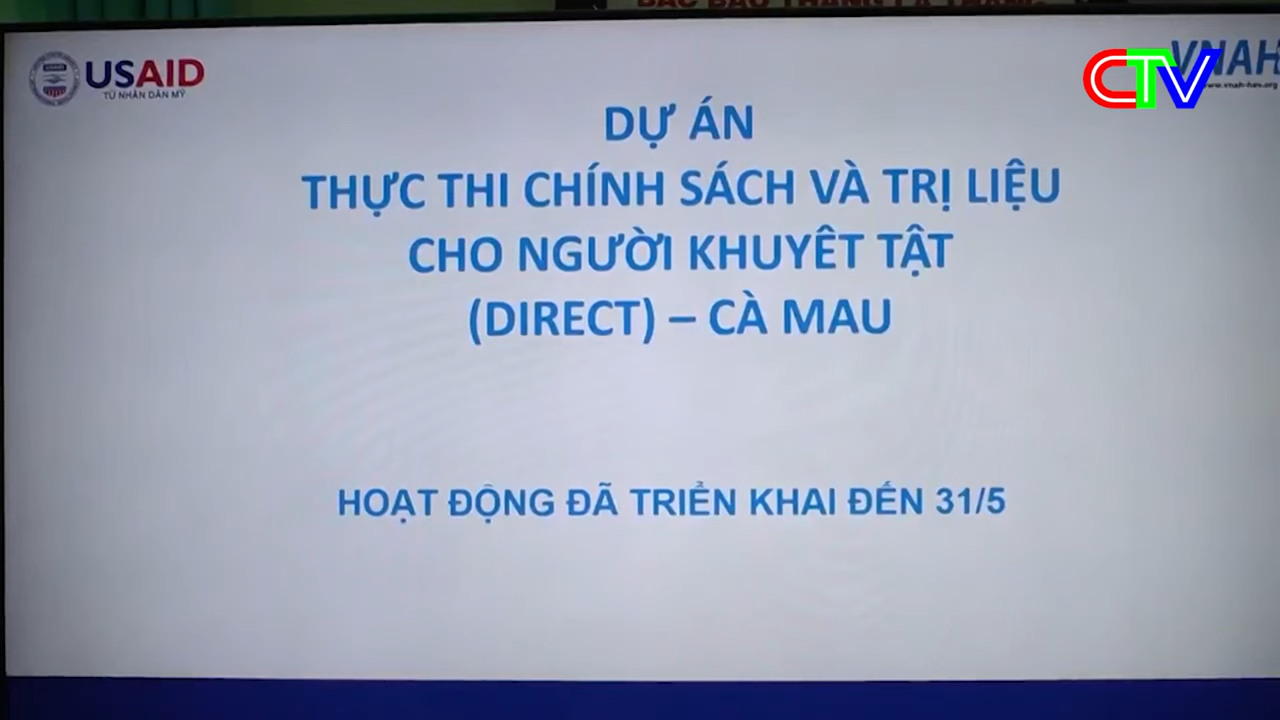 USAID
TỪ NHÂN DÂN MỸ
CTV
VNAH
DỰ ÁN
THỰC THI CHÍNH SÁCH VÀ TRỊ LIỆU
CHO NGƯỜI KHUYÊT TẬT
(DIRECT) – CÀ MAU
HOẠT ĐỘNG ĐÃ TRIỂN KHAI ĐẾN 31/5